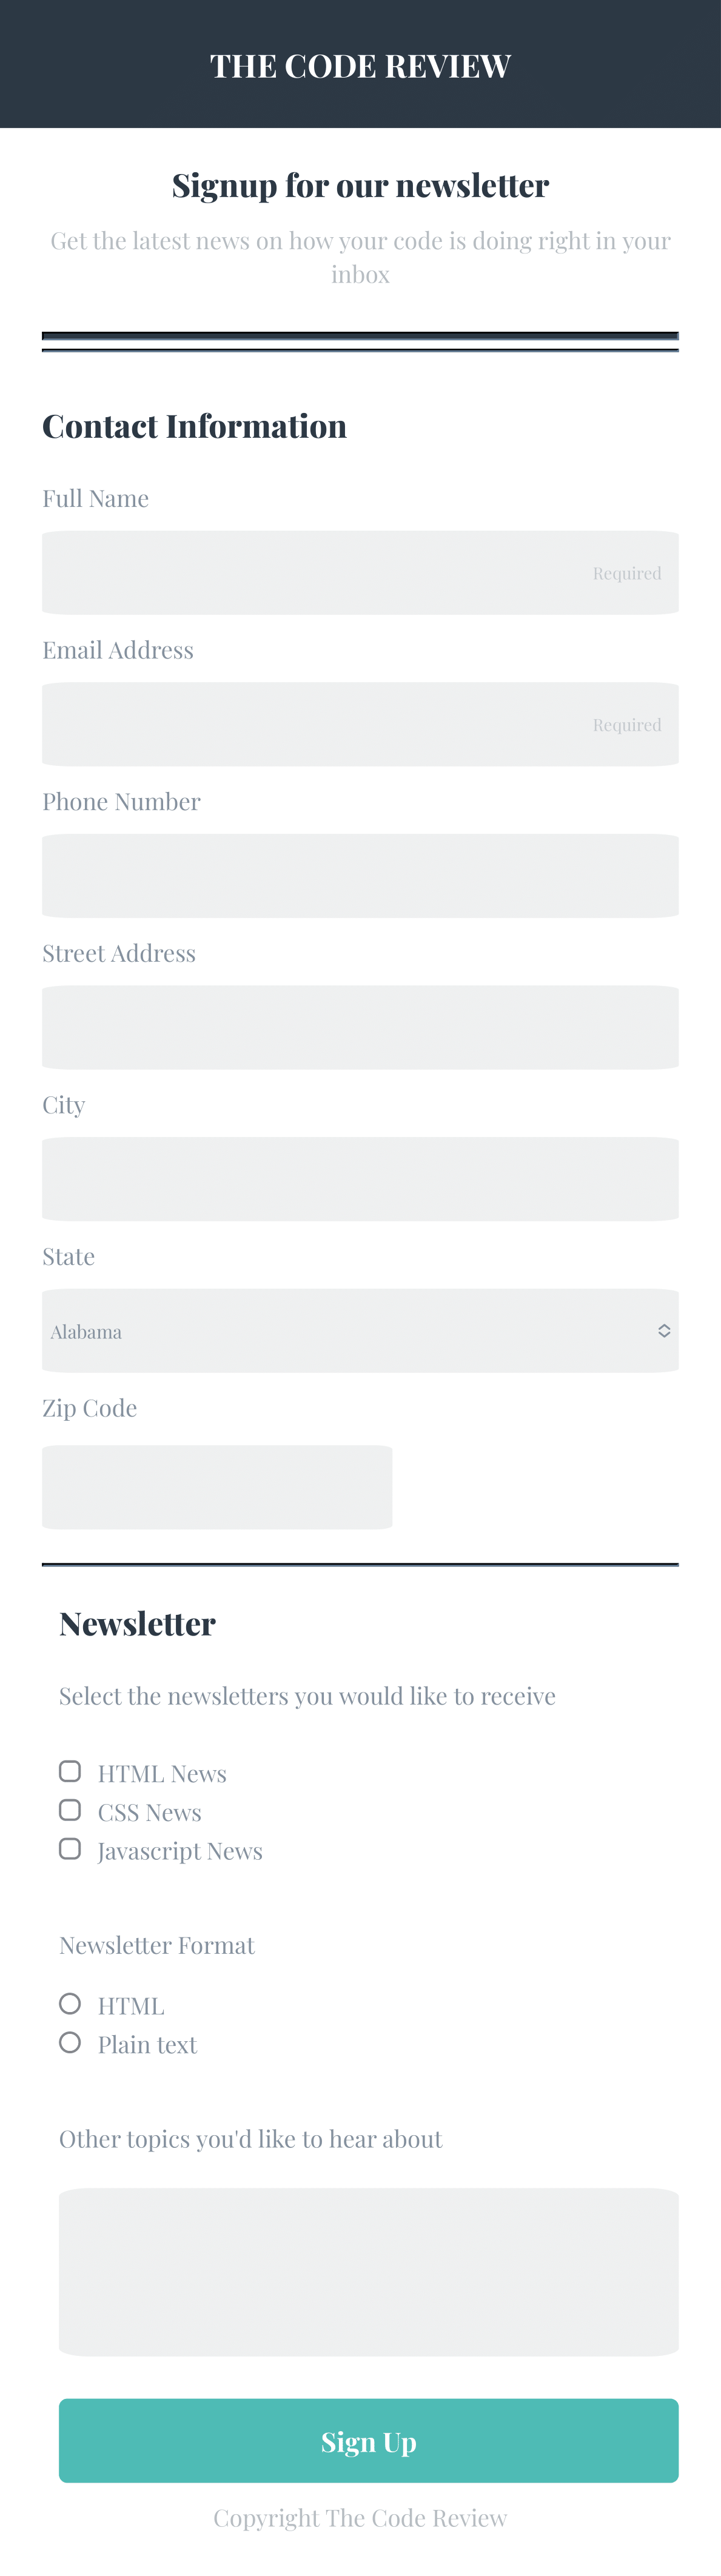 THE CODE REVIEW
Signup for our newsletter
Get the latest news on how your code is doing right in your
inbox
Contact Information
Full Name
Required
Email Address
Required
Phone Number
Street Address
City
State
Alabama
Zip Code
Newsletter
Select the newsletters you would like to receive
HTML News
CSS News
Javascript News
Newsletter Format
HTML
Plain text
Other topics you'd like to hear about
Sign Up
Copyright The Code Review